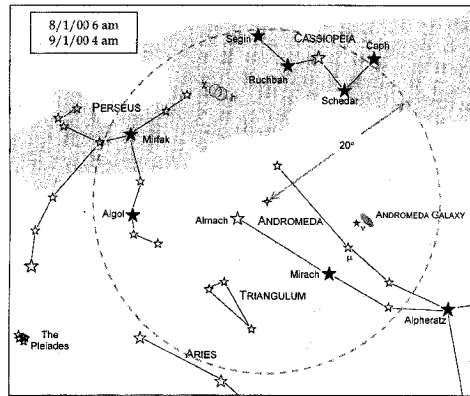 8/1/00 6 am
9/1/00 4 am
Segin
CASSIOPEIA
Caph
Ruchbah
Schedar
PERSEUS
Mirfak
20°
Algol
Almach
ANDROMEDA
ANDROMEDA GALAXY
ν
μ
Mirach
TRIANGULUM
Alpheratz
The
Pleiades
ARIES